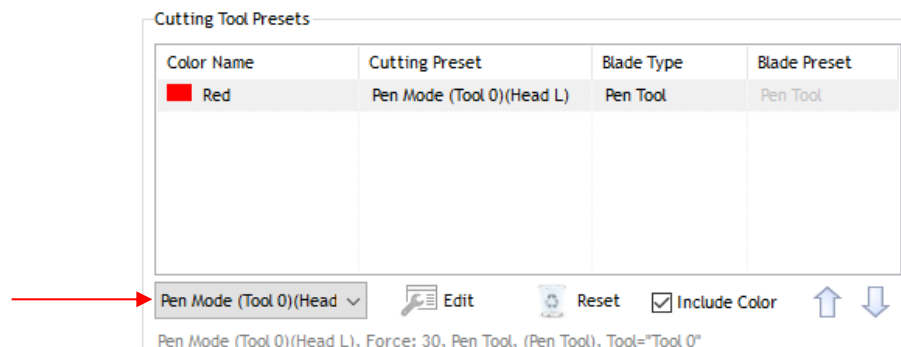 Cutting Tool Presets
Color Name Cutting Preset Blade Type Blade Preset
Red Pen Mode (Tool 0)(Head L) Pen Tool Pen Tool
Pen Mode (Tool 0)(Head Edit Reset Include Color
Pen Mode (Tool 0)(Head L), Force: 30, Pen Tool, (Pen Tool), Tool="Tool 0"